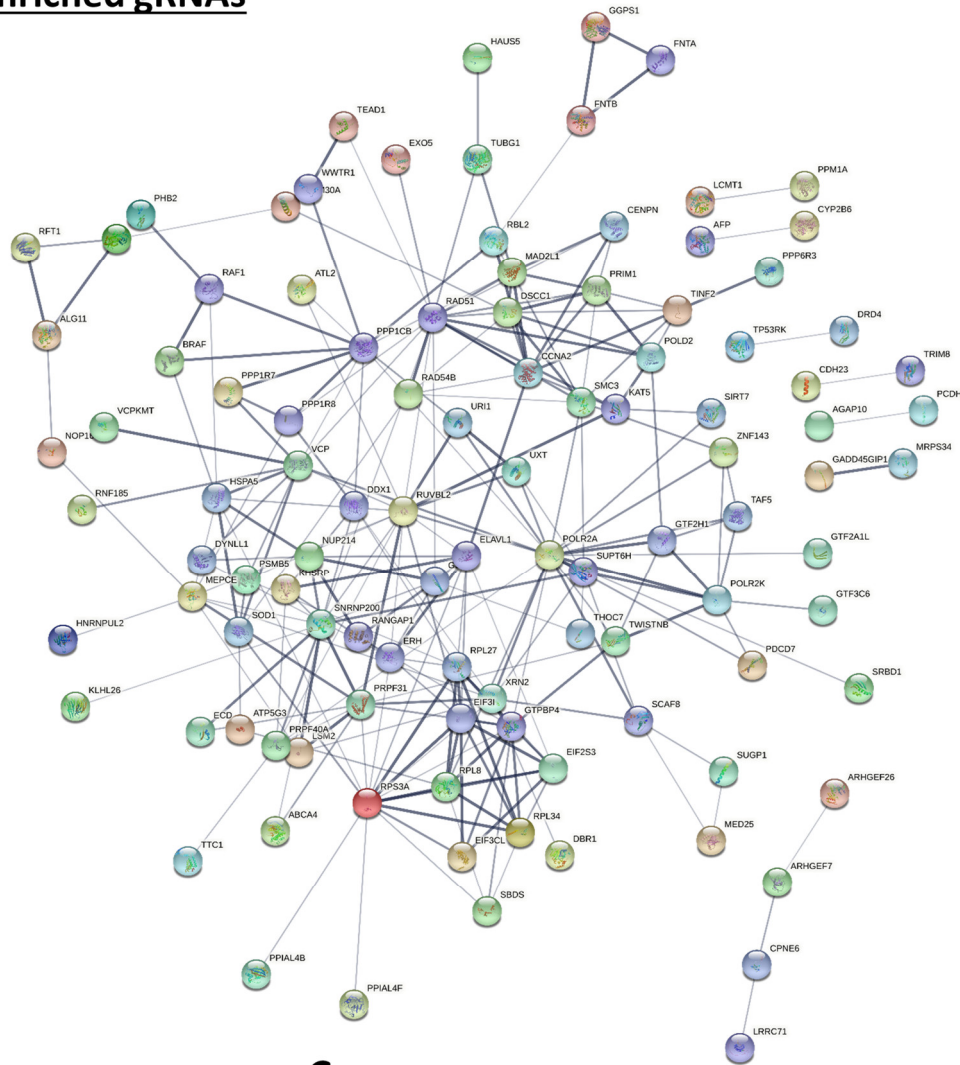 nriched gRNAs
GGPS1
HAUS5
FNTA
FNTB
TEAD1
EXO5
TUBG1
WWTR1
M30A
LCMT1
PPM1A
PHB2
CYP2B6
RBL2
CENPN
AFP
RFT1
MAD2L1
PPP6R3
RAF1
ATL2
PRIM1
DSCC1
TINF2
RAD51
ALG11
PPP1CB
DRD4
TP53RK
BRAF
CCNA2
POLD2
TRIM8
PPP1R7
RAD54B
CDH23
SMC3
KAT5
SIRT7
PCDH
VCPKMT
PPP1R8
URI1
AGAP10
NOP16
ZNF143
VCP
UXT
GADD45GIP1
MRPS34
HSPA5
RNF185
DDX1
RUVBL2
TAF5
GTF2H1
NUP214
ELAVL1
POLR2A
GTF2A1L
DYNLL1
PSMB5
SUPT6H
MEPCE
KHSRP
G
POLR2K
GTF3C6
SNRNP200
HNRNPUL2
SOD1
RANGAP1
THOC7
TWISTNB
ERH
RPL27
PDCD7
SRBD1
KLHL26
XRN2
PRPF31
EIF3I
SCAF8
ECD
ATP5G3
GTPBP4
PRPF40A
LSM2
EIF2S3
SUGP1
RPL8
RPS3A
ARHGEF26
ABCA4
RPL34
MED25
TTC1
EIF3CL
DBR1
ARHGEF7
SBDS
CPNE6
PPIAL4B
PPIAL4F
LRRC71